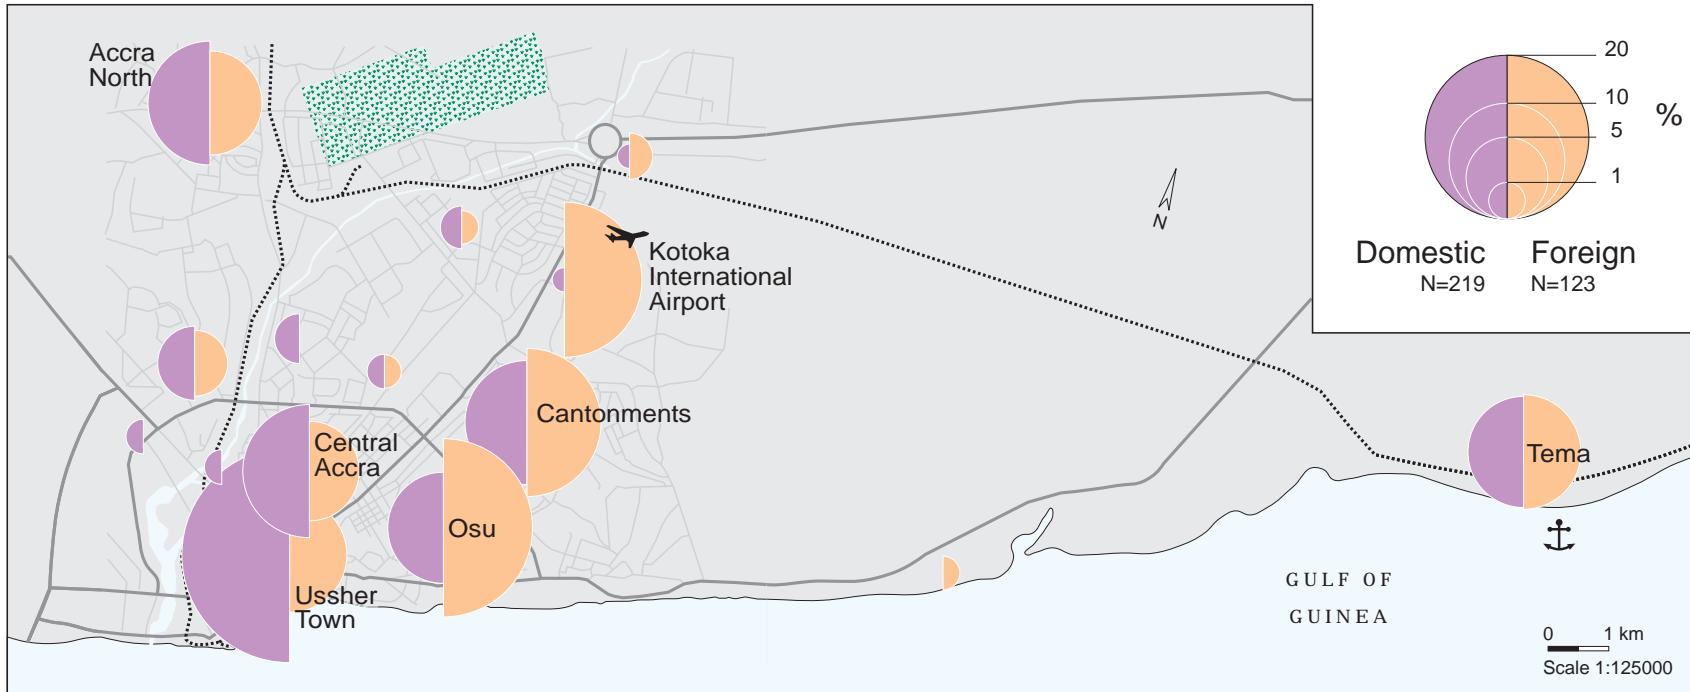 Accra
North
20
10
%
5
1
Domestic
Foreign
N=219
N=123
N
Kotoka
International
Airport
Cantonments
Central
Accra
Tema
Osu
Ussher
Town
GULF OF
GUINEA
0 1 km
Scale 1:125000